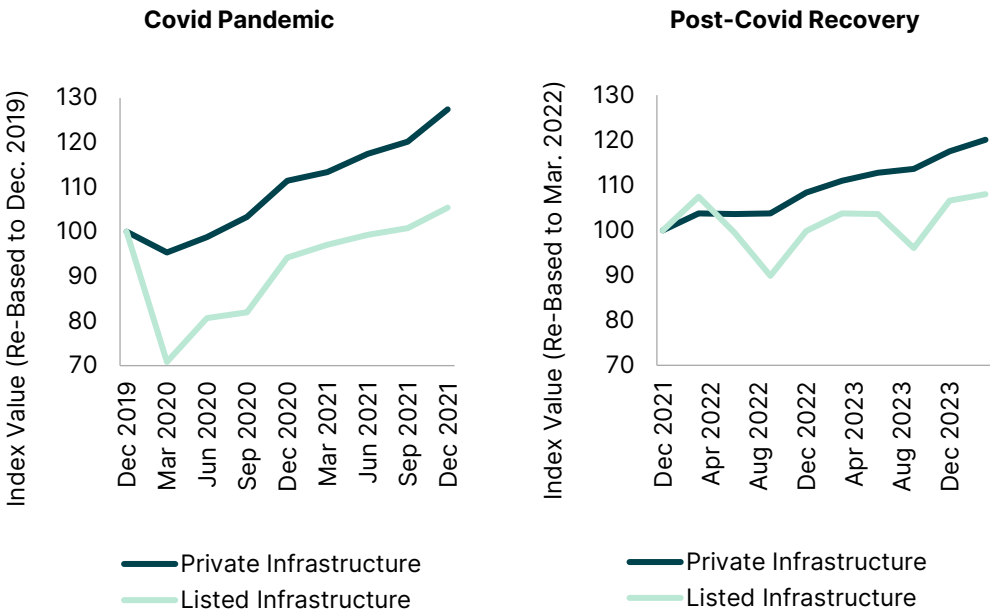 Covid Pandemic
Index Value (Re-Based to Dec. 2019)
130
120
110
100
90
80
70
Dec 2019
Mar 2020
Jun 2020
Sep 2020
Dec 2020
Mar 2021
Jun 2021
Sep 2021
Dec 2021
Private Infrastructure
Listed Infrastructure
Post-Covid Recovery
Index Value (Re-Based to Mar. 2022)
130
120
110
100
90
80
70
Dec 2021
Apr 2022
Aug 2022
Dec 2022
Apr 2023
Aug 2023
Dec 2023
Private Infrastructure
Listed Infrastructure